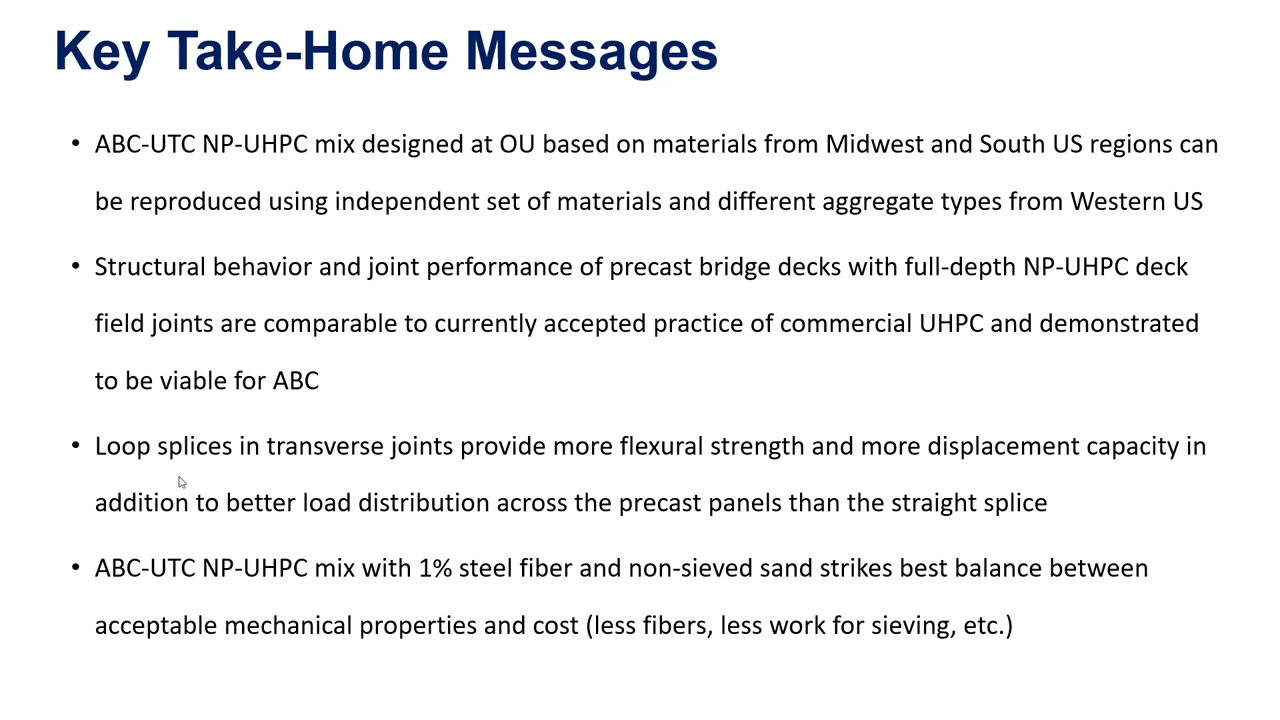 Key Take-Home Messages
• ABC-UTC NP-UHPC mix designed at OU based on materials from Midwest and South US regions can
be reproduced using independent set of materials and different aggregate types from Western US
• Structural behavior and joint performance of precast bridge decks with full-depth NP-UHPC deck
field joints are comparable to currently accepted practice of commercial UHPC and demonstrated
to be viable for ABC
• Loop splices in transverse joints provide more flexural strength and more displacement capacity in
addition to better load distribution across the precast panels than the straight splice
• ABC-UTC NP-UHPC mix with 1% steel fiber and non-sieved sand strikes best balance between
acceptable mechanical properties and cost (less fibers, less work for sieving, etc.)